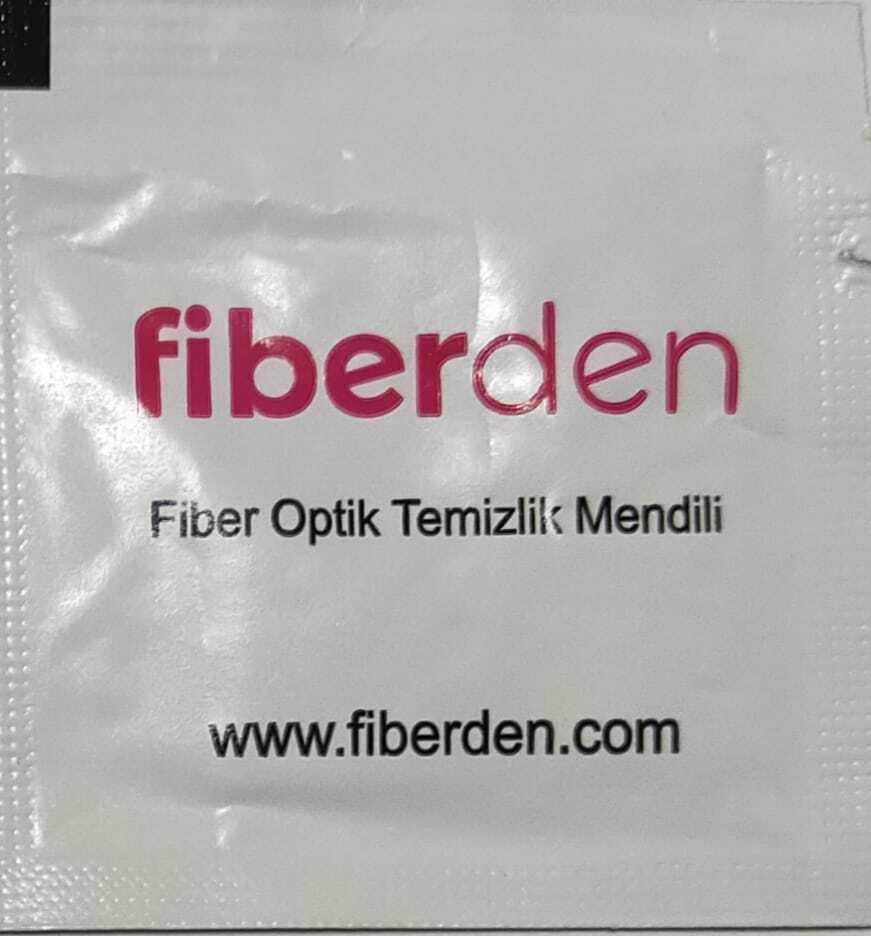 fiberden
Fiber Optik Temizlik Mendili
www.fiberden.com